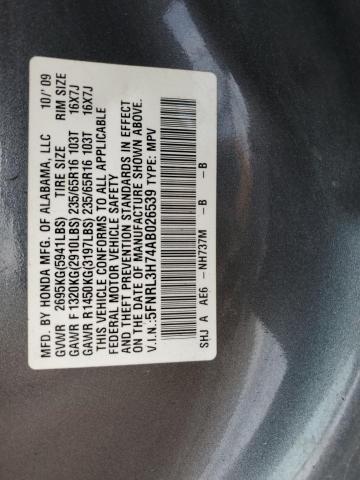 MFD. BY HONDA MFG. OF ALABAMA, LLC 10/'09
GVWR 2695KG(5941LBS) TIRE SIZE RIM SIZE
GAWR F 1320KG(2910LBS) 235/65R16 103T 16X7J
GAWR R1450KG(3197LBS) 235/65R16 103T 16X7J
THIS VEHICLE CONFORMS TO ALL APPLICABLE
FEDERAL MOTOR VEHICLE SAFETY
AND THEFT PREVENTION STANDARDS IN EFFECT
ON THE DATE OF MANUFACTURE SHOWN ABOVE.
V.I.N.:5FNRL3H74AB026539 TYPE: MPV
SHJ A AE6 -NH737M -B -B